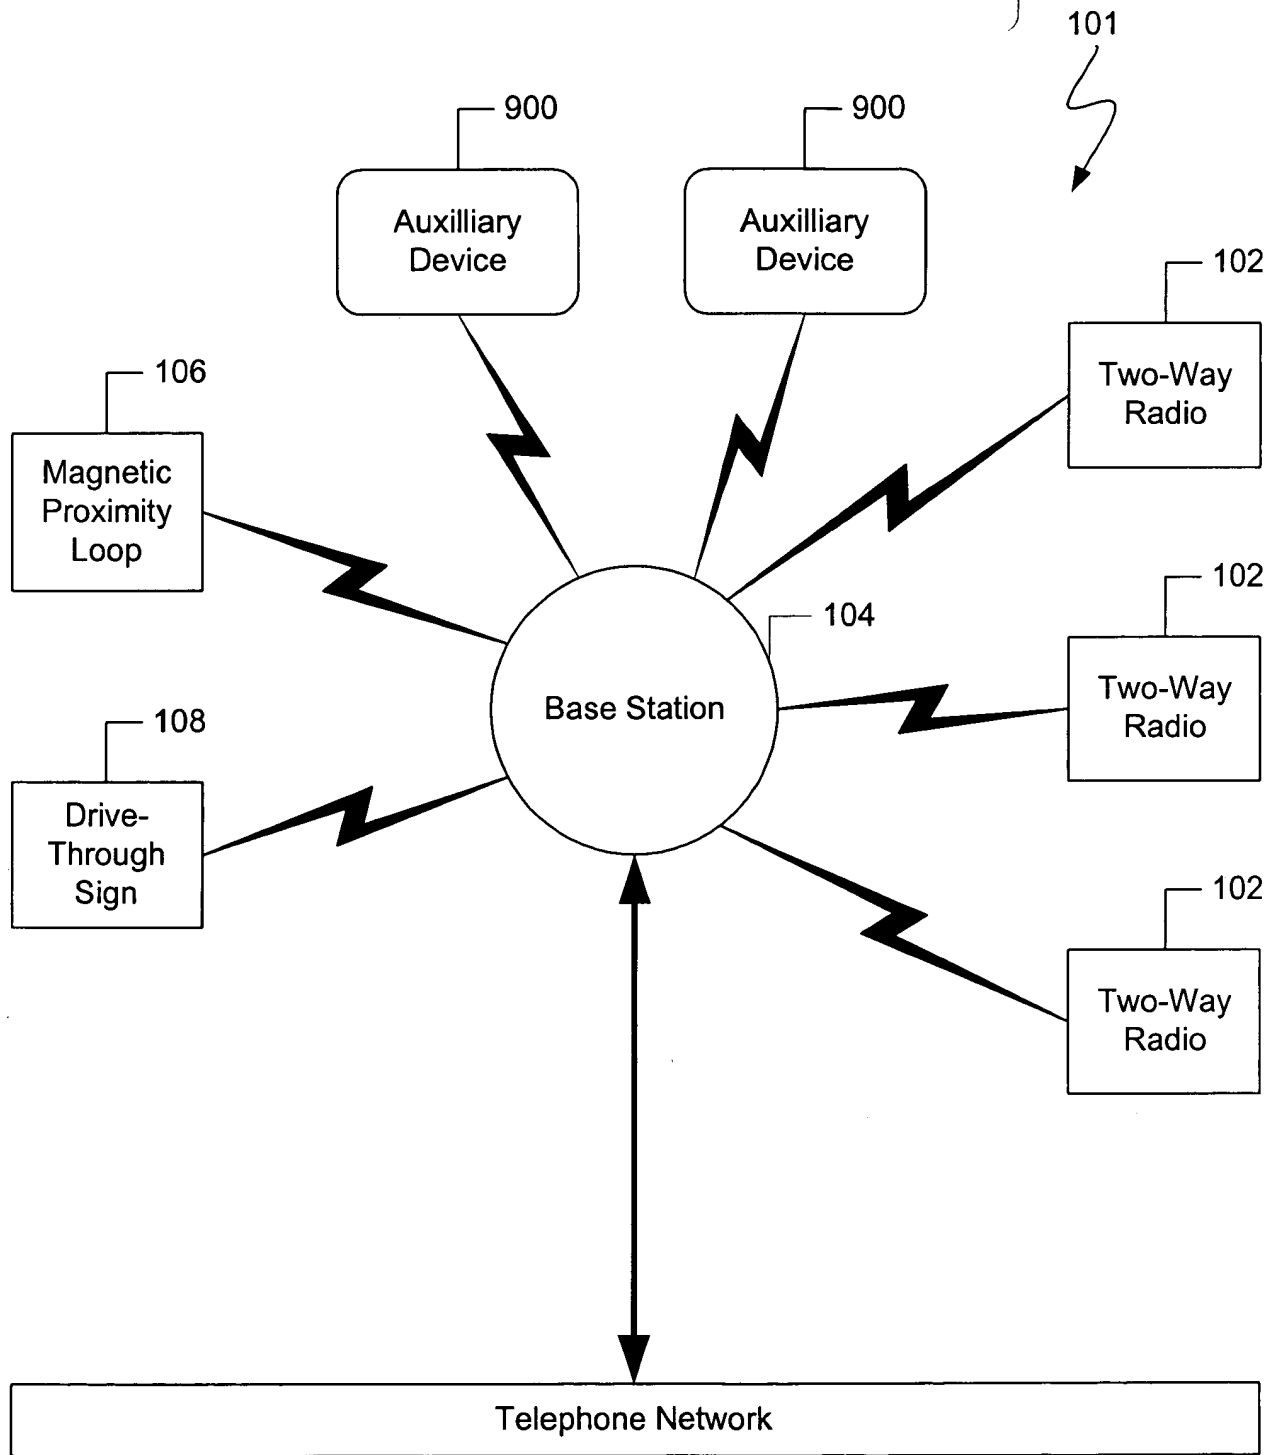 101
900
900
Auxilliary
Device
Auxilliary
Device
102
Two-Way
Radio
106
Magnetic
Proximity
Loop
102
104
Two-Way
Radio
Base Station
108
Drive-
Through
Sign
102
Two-Way
Radio
Telephone Network